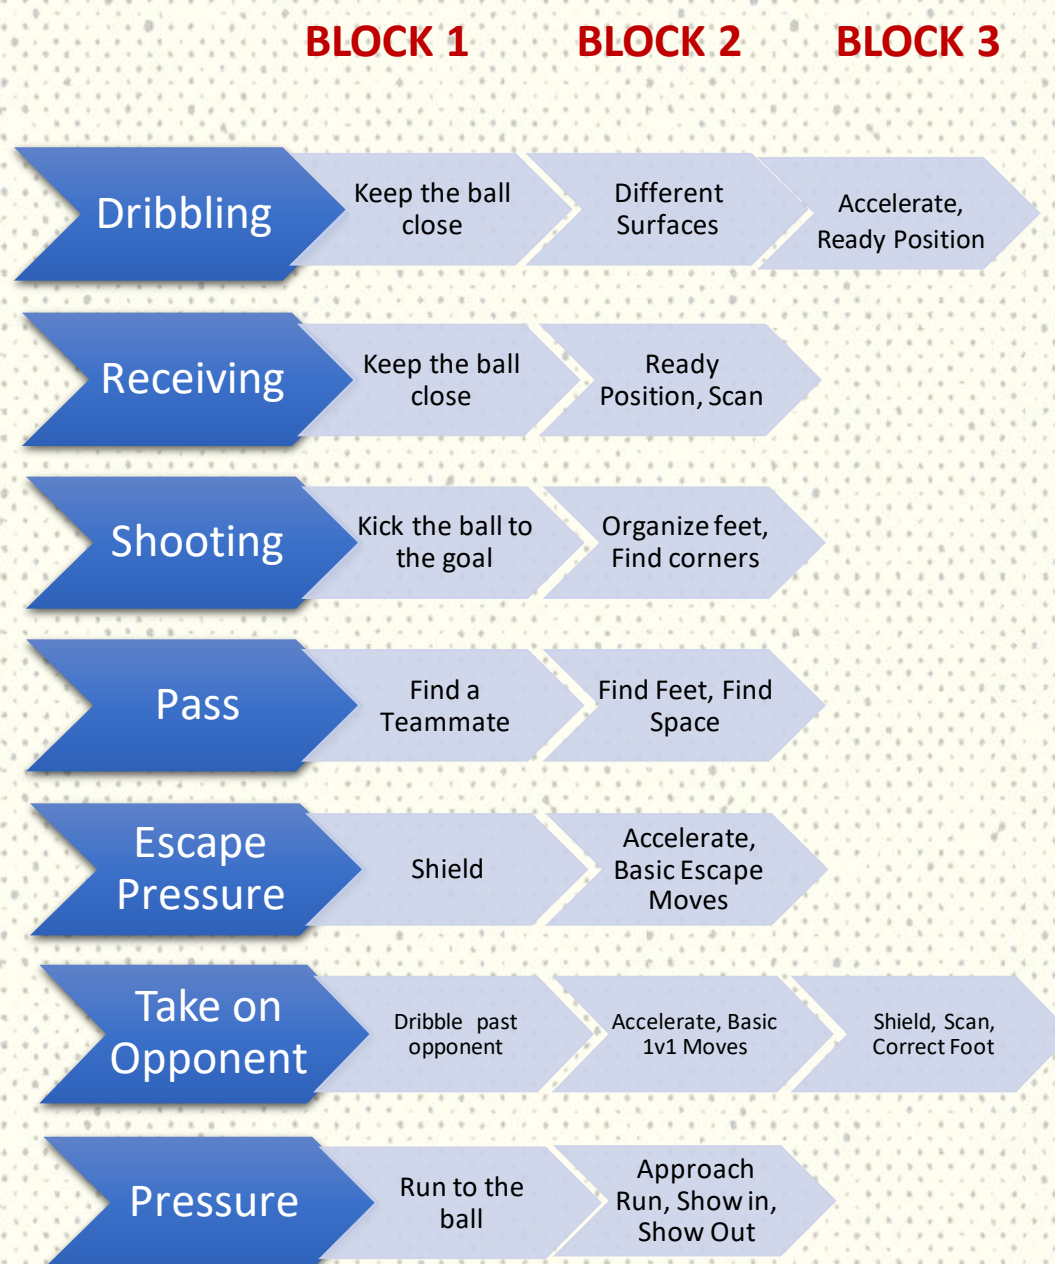 BLOCK 1 BLOCK 2 BLOCK 3
Dribbling
Keep the ball
close
Different
Surfaces
Accelerate,
Ready Position
Receiving
Keep the ball
close
Ready
Position, Scan
Shooting
Kick the ball to
the goal
Organize feet,
Find corners
Pass
Find a
Teammate
Find Feet, Find
Space
Escape
Pressure
Shield
Accelerate,
Basic Escape
Moves
Take on
Opponent
Dribble past
opponent
Accelerate, Basic
1v1 Moves
Shield, Scan,
Correct Foot
Pressure
Run to the
ball
Approach
Run, Show in,
Show Out